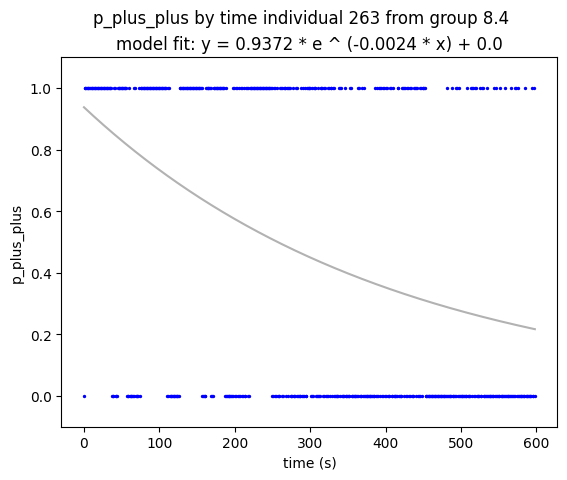 p_plus_plus by time individual 263 from group 8.4
model fit: y = 0.9372 * e ^ (-0.0024 * x) + 0.0
1.0
0.8
0.6
0.4
0.2
0.0
p_plus_plus
0 100 200 300 400 500 600
time (s)